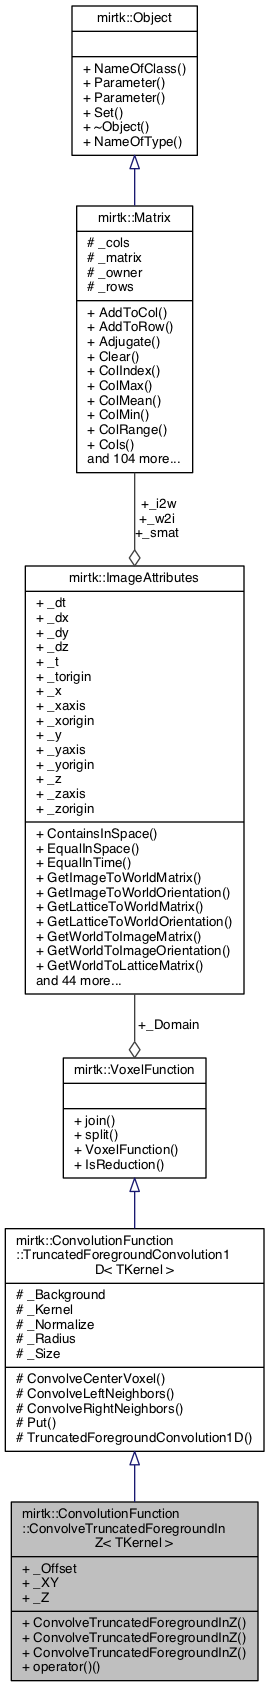 mirtk::Object
+ NameOfClass()
+ Parameter()
+ Parameter()
+ Set()
+ ~Object()
+ NameOfType()
mirtk::Matrix
# _cols
# _matrix
# _owner
# _rows
+ AddToCol()
+ AddToRow()
+ Adjugate()
+ Clear()
+ ColIndex()
+ ColMax()
+ ColMean()
+ ColMin()
+ ColRange()
+ Cols()
and 104 more...
+_i2w
+_w2i
+_smat
mirtk::ImageAttributes
+ _dt
+ _dx
+ _dy
+ _dz
+ _t
+ _torigin
+ _x
+ _xaxis
+ _xorigin
+ _y
+ _yaxis
+ _yorigin
+ _z
+ _zaxis
+ _zorigin
+ ContainsInSpace()
+ EqualInSpace()
+ EqualInTime()
+ GetImageToWorldMatrix()
+ GetImageToWorldOrientation()
+ GetLatticeToWorldMatrix()
+ GetLatticeToWorldOrientation()
+ GetWorldToImageMatrix()
+ GetWorldToImageOrientation()
+ GetWorldToLatticeMatrix()
and 44 more...
+_Domain
mirtk::VoxelFunction
+ join()
+ split()
+ VoxelFunction()
+ IsReduction()
mirtk::ConvolutionFunction
::TruncatedForegroundConvolution1
D< TKernel >
# _Background
# _Kernel
# _Normalize
# _Radius
# _Size
# ConvolveCenterVoxel()
# ConvolveLeftNeighbors()
# ConvolveRightNeighbors()
# Put()
# TruncatedForegroundConvolution1D()
mirtk::ConvolutionFunction
::ConvolveTruncatedForegroundIn
Z< TKernel >
+ _Offset
+ _XY
+ _Z
+ ConvolveTruncatedForegroundInZ()
+ ConvolveTruncatedForegroundInZ()
+ ConvolveTruncatedForegroundInZ()
+ operator()()